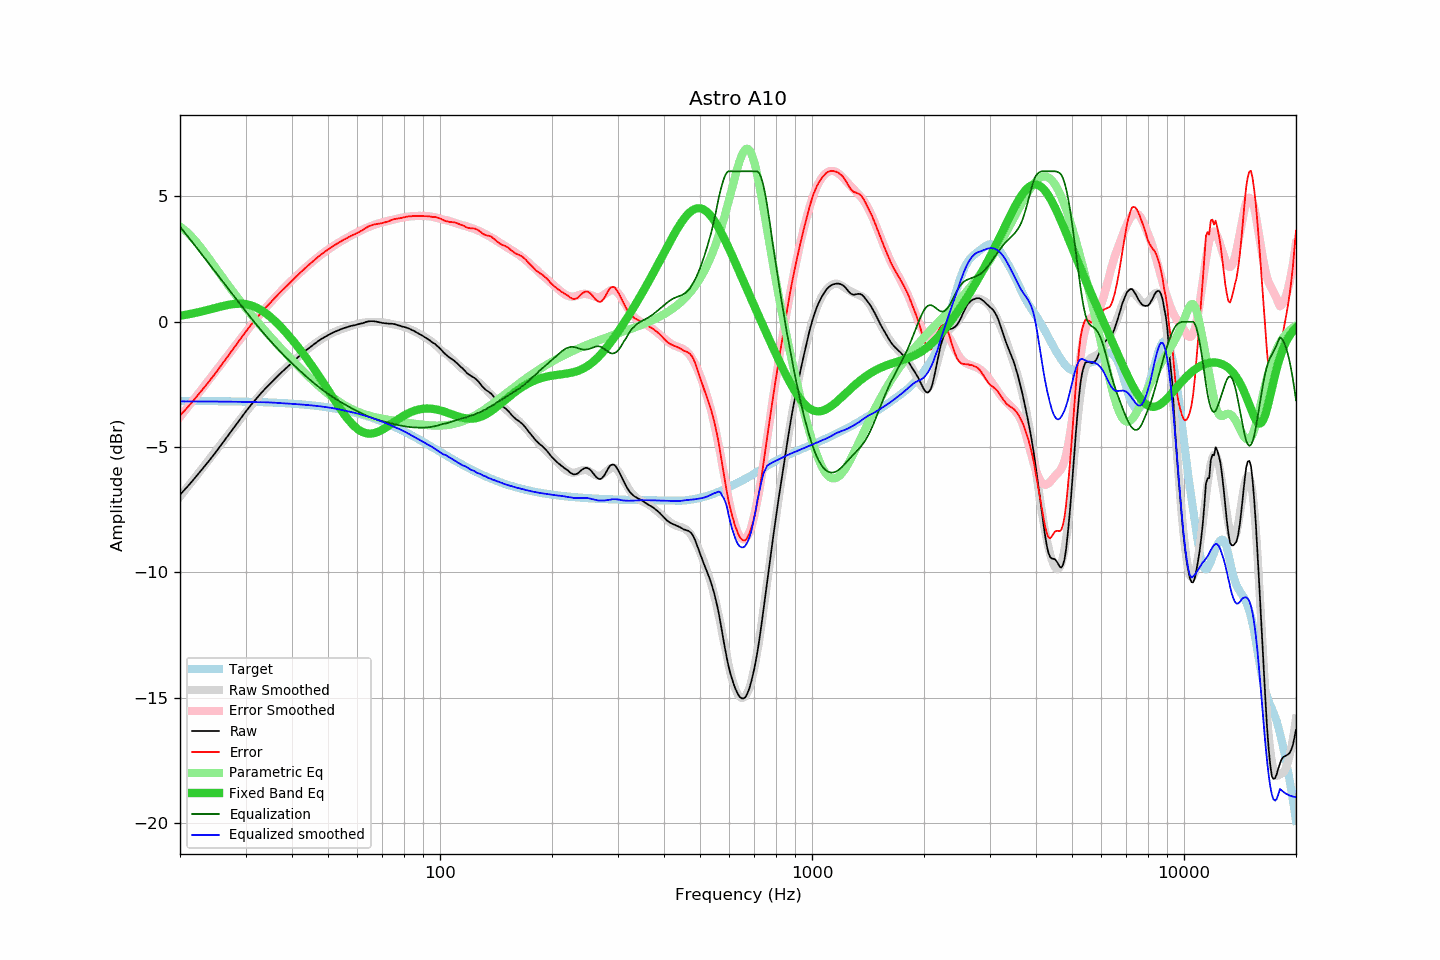 Astro A10
Amplitude (dBr)
5
0
−5
−10
−15
−20
Target
Raw Smoothed
Error Smoothed
Raw
Error
Parametric Eq
Fixed Band Eq
Equalization
Equalized smoothed
100 1000 10000
Frequency (Hz)